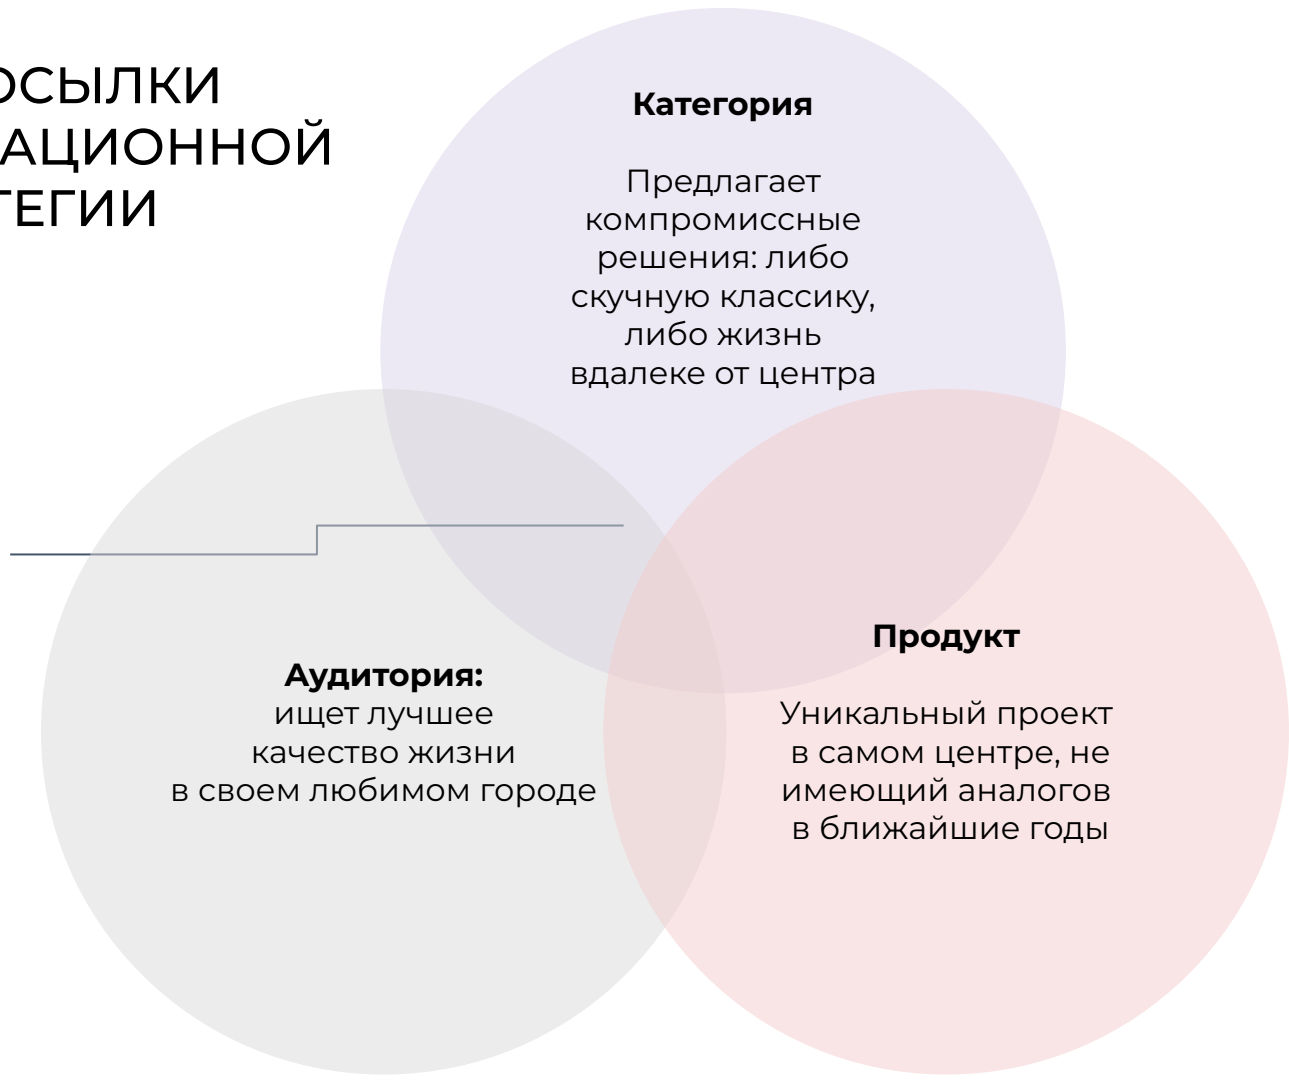 ОСЫЛКИ
АЦИОННОЙ
ТЕГИИ
Категория
Предлагает
компромиссные
решения: либо
скучную классику,
либо жизнь
вдалеке от центра
Аудитория:
ищет лучшее
качество жизни
в своем любимом городе
Продукт
Уникальный проект
в самом центре, не
имеющий аналогов
в ближайшие годы